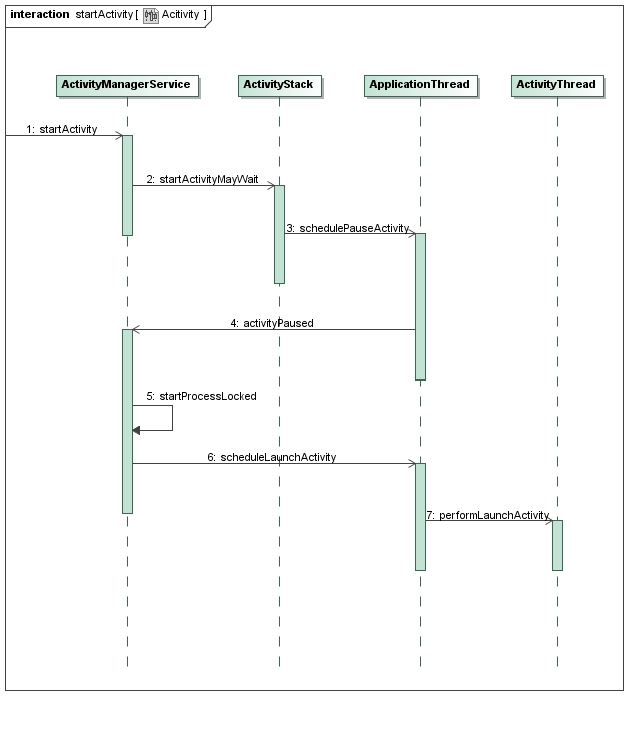 interaction startActivity [ Acitivity ]
ActivityManagerService
ActivityStack
ApplicationThread
ActivityThread
1: startActivity
2: startActivityMayWait
3: schedulePauseActivity
4: activityPaused
5: startProcessLocked
6: scheduleLaunchActivity
7: performLaunchActivity